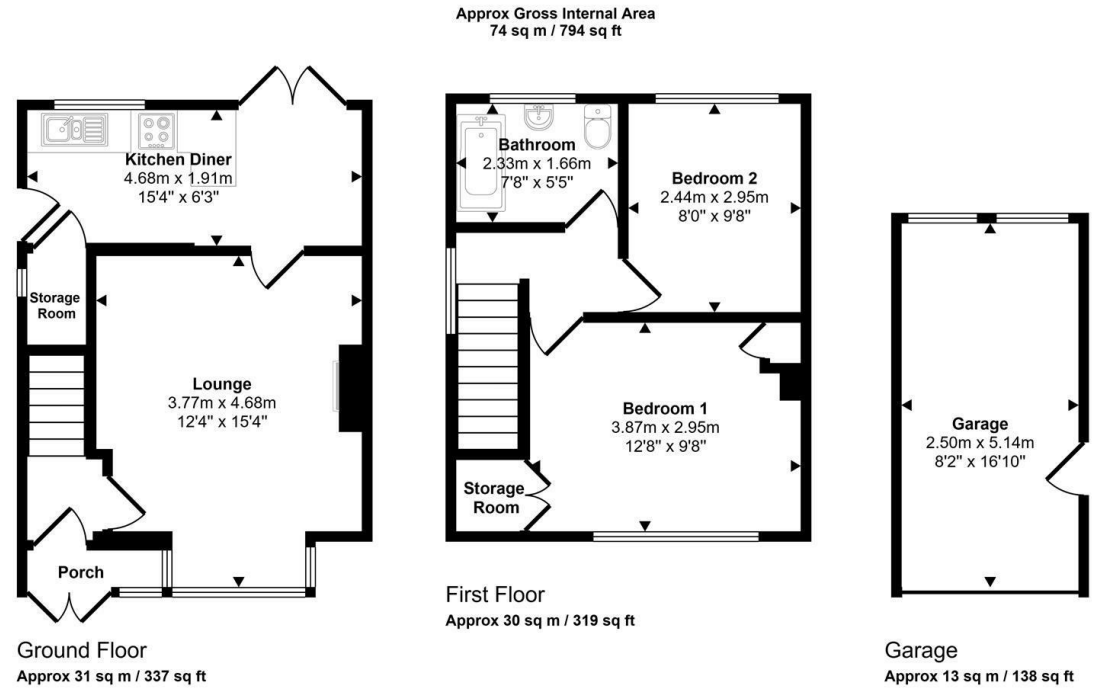 Approx Gross Internal Area
74 sq m / 794 sq ft
Kitchen Diner
4.68m x 1.91m
15'4" x 6'3"
Storage
Room
Lounge
3.77m x 4.68m
12'4" x 15'4"
Porch
Ground Floor
Approx 31 sq m / 337 sq ft
Bathroom
2.33m x 1.66m
7'8" x 5'5"
Bedroom 2
2.44m x 2.95m
8'0" x 9'8"
Bedroom 1
3.87m x 2.95m
12'8" x 9'8"
Storage
Room
First Floor
Approx 30 sq m / 319 sq ft
Garage
2.50m x 5.14m
8'2" x 16'10"
Garage
Approx 13 sq m / 138 sq ft